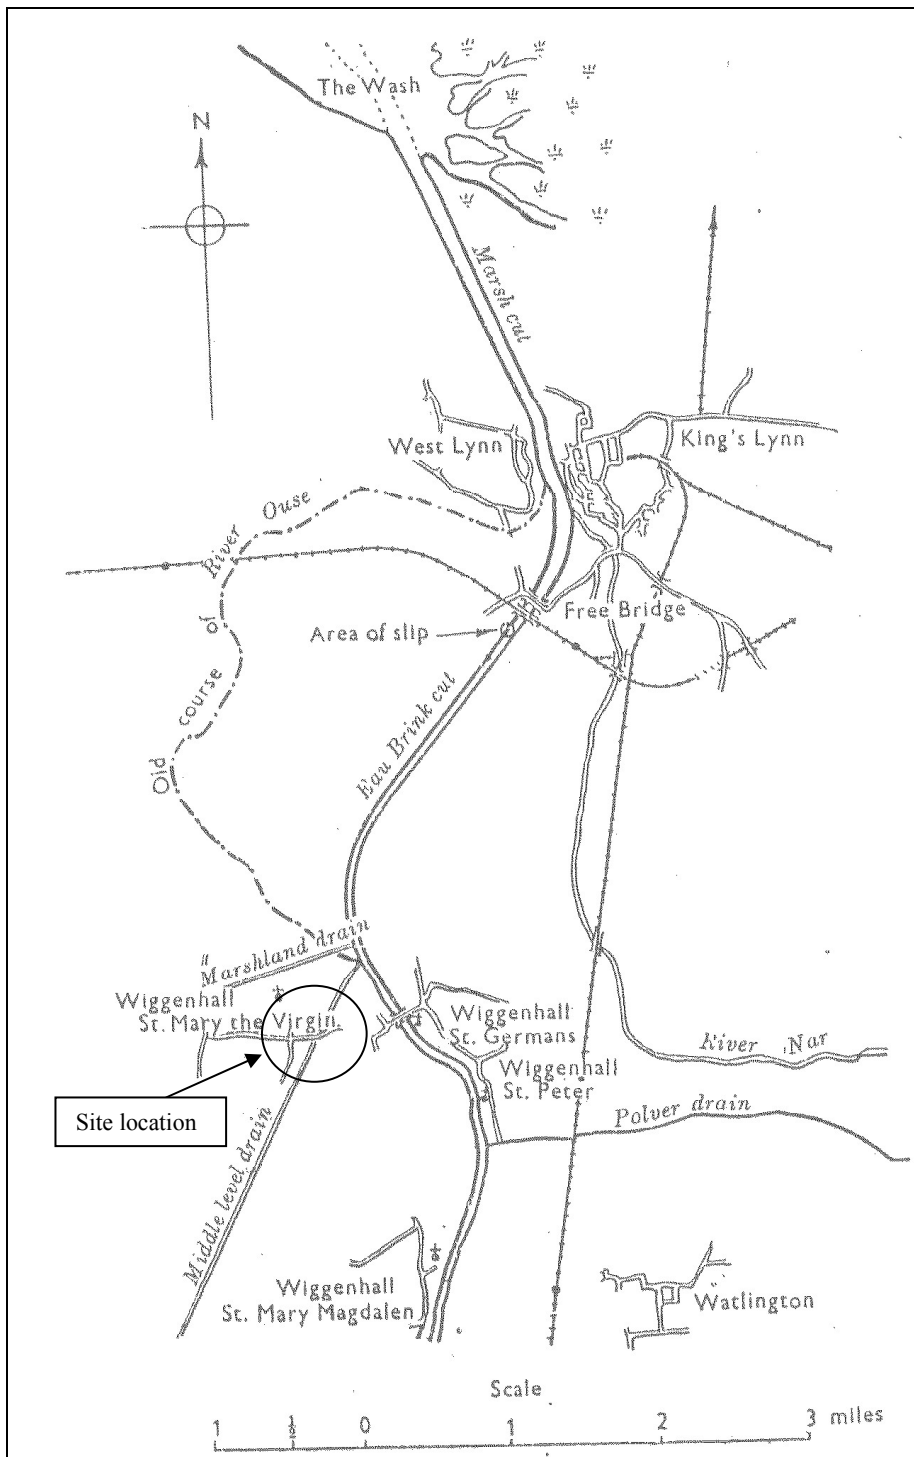 The Wash
N
Marsh cut
West Lynn
King's Lynn
Old course of River Ouse
Free Bridge
Area of slip
Eau Brink cut
Marshland drain
Wiggenhall
St. Mary the Virgin.
Wiggenhall
St. Germans
Wiggenhall
St. Peter
River Nar
Site location
Polver drain
Middle level drain
Wiggenhall
St. Mary Magdalen
Watlington
Scale
1 ½ 0 1 2 3 miles